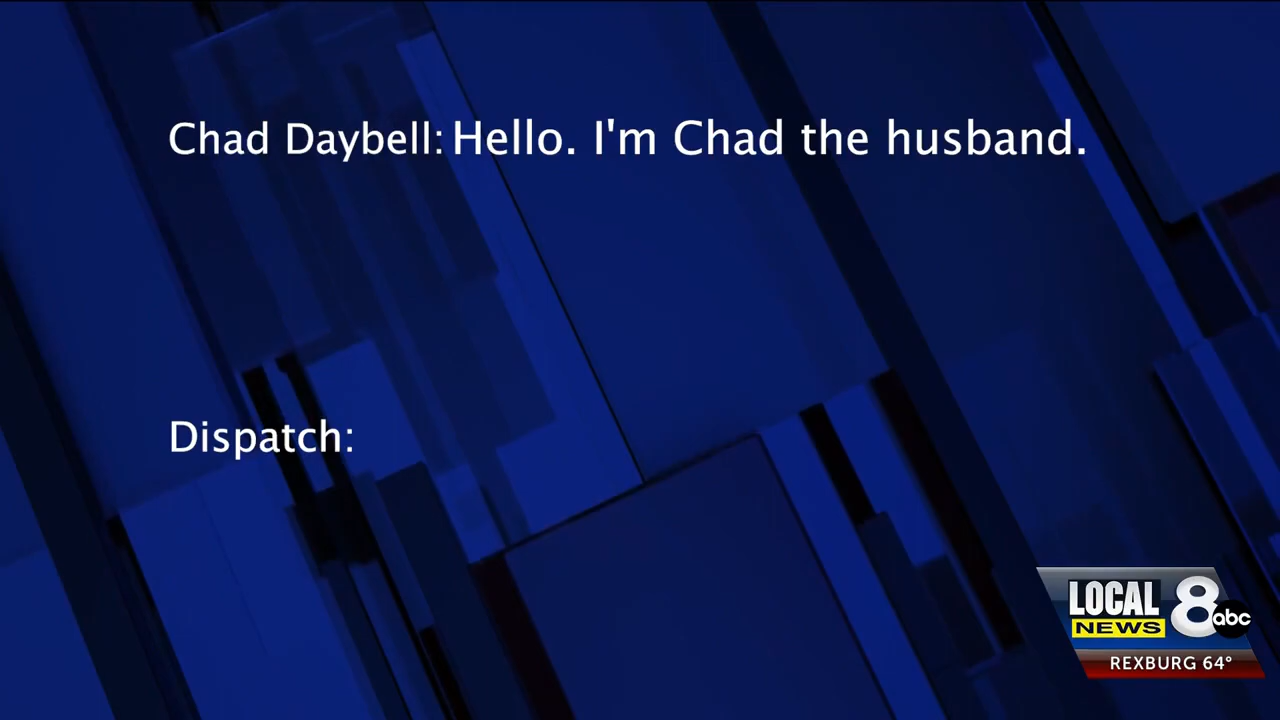 Chad Daybell: Hello. I'm Chad the husband.
Dispatch:
LOCAL
NEWS
8
abc
REXBURG 64°